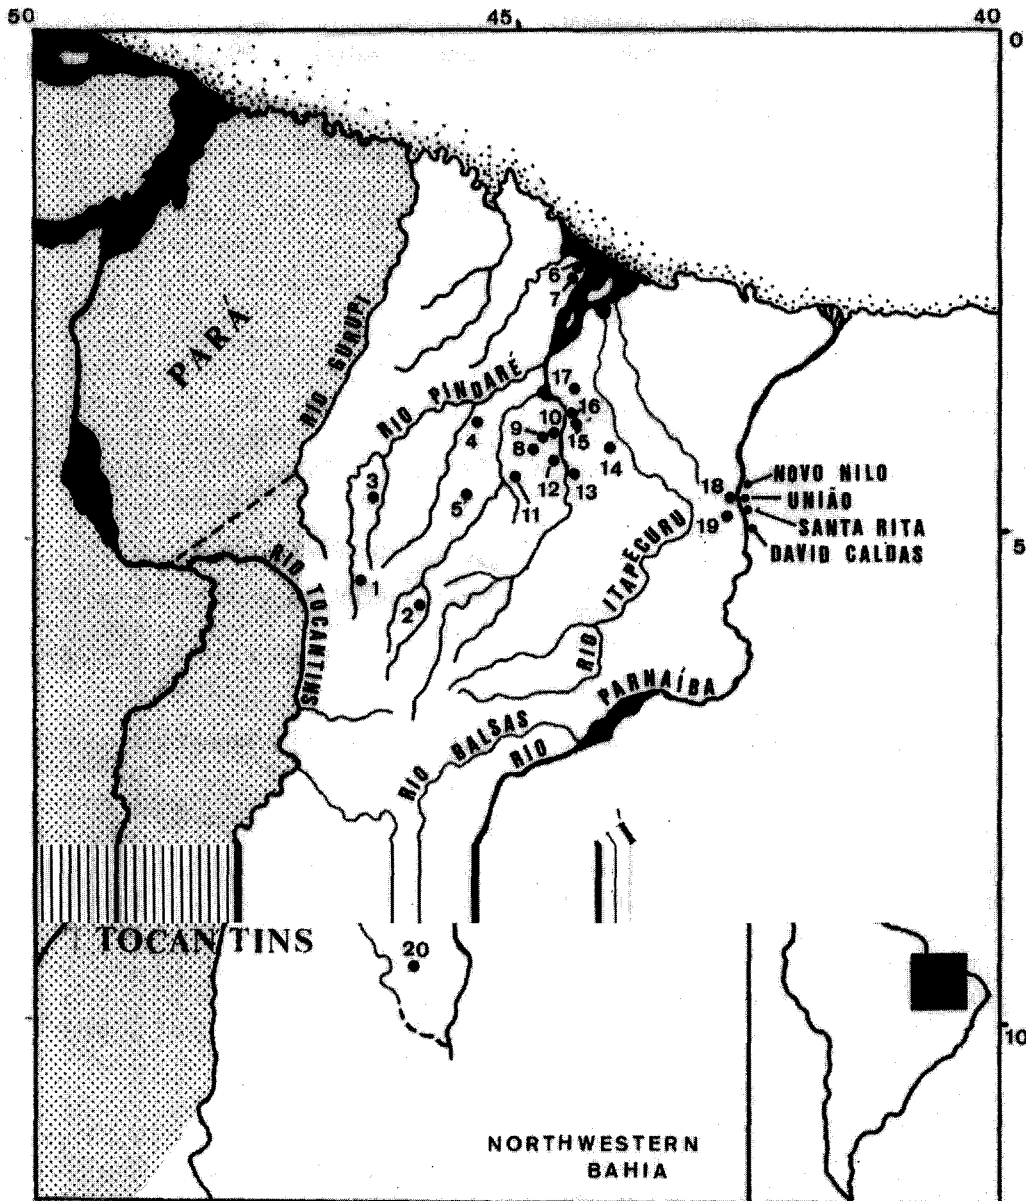 50 45 40
0
PARÁ
RIO GURUPI
6
7
RIO PINDARÉ
17
16
10
9
15
4
8
14
12
13
3
11
5
18
NOVO NILO
UNIÃO
19
SANTA RITA
DAVID CALDAS
5
RIO TOCANTINS
1
2
RIO ITAPECURU
RIO PARNAÍBA
RIO BALSAS
Í
TOCANTINS
20
10
NORTHWESTERN
BAHIA